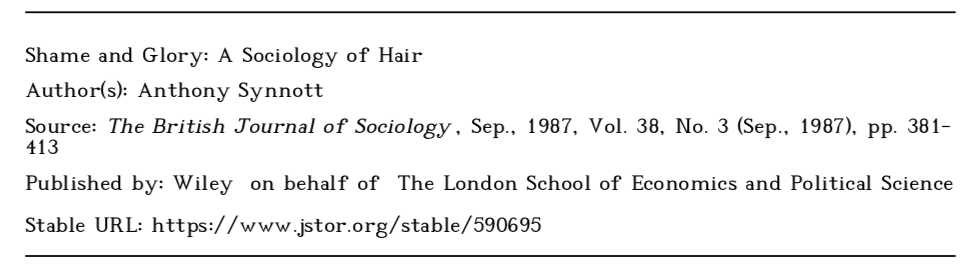 Shame and Glory: A Sociology of Hair
Author(s): Anthony Synnott
Source: The British Journal of Sociology, Sep., 1987, Vol. 38, No. 3 (Sep., 1987), pp. 381-
413
Published by: Wiley on behalf of The London School of Economics and Political Science
Stable URL: https://www.jstor.org/stable/590695